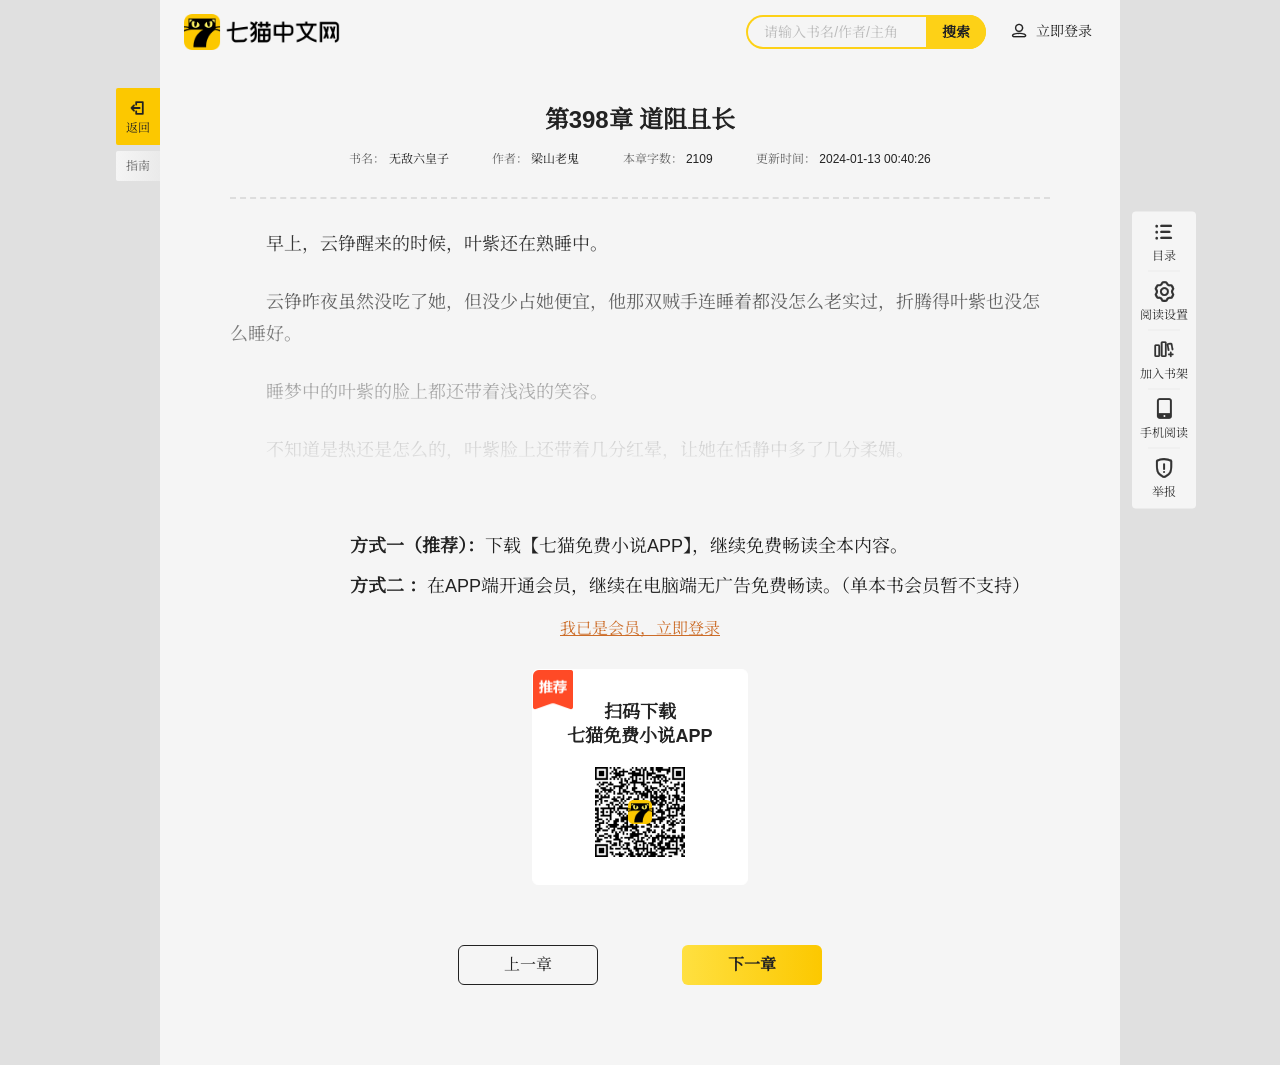 七猫中文网
请输入书名/作者/主角
搜索
立即登录
返回
指南
第398章 道阻且长
书名： 无敌六皇子 作者： 梁山老鬼 本章字数： 2109 更新时间： 2024-01-13 00:40:26
早上，云铮醒来的时候，叶紫还在熟睡中。
云铮昨夜虽然没吃了她，但没少占她便宜，他那双贼手连睡着都没怎么老实过，折腾得叶紫也没怎
么睡好。
睡梦中的叶紫的脸上都还带着浅浅的笑容。
不知道是热还是怎么的，叶紫脸上还带着几分红晕，让她在恬静中多了几分柔媚。
目录
阅读设置
加入书架
手机阅读
举报
方式一（推荐）： 下载【七猫免费小说APP】，继续免费畅读全本内容。
方式二 ： 在APP端开通会员，继续在电脑端无广告免费畅读。（单本书会员暂不支持）
我已是会员，立即登录
推荐
扫码下载
七猫免费小说APP
上一章
下一章